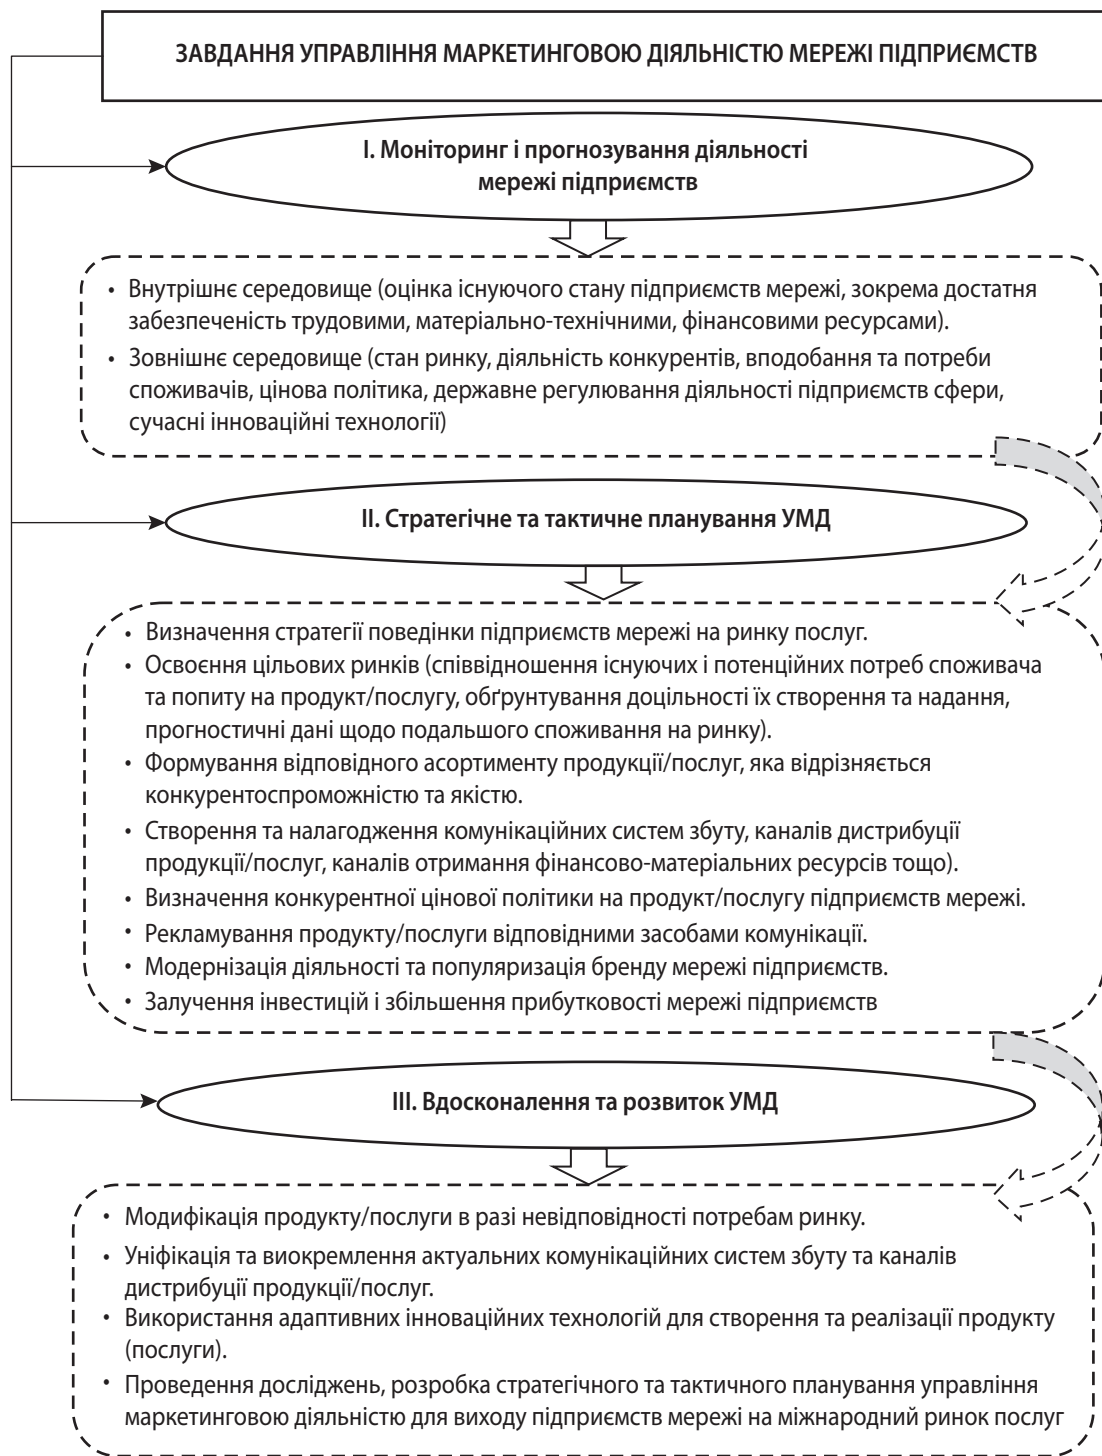 ЗАВДАННЯ УПРАВЛІННЯ МАРКЕТИНГОВОЮ ДІЯЛЬНІСТЮ МЕРЕЖІ ПІДПРИЄМСТВ
І. Моніторинг і прогнозування діяльності
мережі підприємств
• Внутрішнє середовище (оцінка існуючого стану підприємств мережі, зокрема достатня
забезпеченість трудовими, матеріально-технічними, фінансовими ресурсами).
• Зовнішнє середовище (стан ринку, діяльність конкурентів, вподобання та потреби
споживачів, цінова політика, державне регулювання діяльності підприємств сфери,
сучасні інноваційні технології)
ІІ. Стратегічне та тактичне планування УМД
• Визначення стратегії поведінки підприємств мережі на ринку послуг.
• Освоєння цільових ринків (співвідношення існуючих і потенційних потреб споживача
та попиту на продукт/послугу, обґрунтування доцільності їх створення та надання,
прогностичні дані щодо подальшого споживання на ринку).
• Формування відповідного асортименту продукції/послуг, яка відрізняється
конкурентоспроможністю та якістю.
• Створення та налагодження комунікаційних систем збуту, каналів дистрибуції
продукції/послуг, каналів отримання фінансово-матеріальних ресурсів тощо).
• Визначення конкурентної цінової політики на продукт/послугу підприємств мережі.
• Рекламування продукту/послуги відповідними засобами комунікації.
• Модернізація діяльності та популяризація бренду мережі підприємств.
• Залучення інвестицій і збільшення прибутковості мережі підприємств
ІІІ. Вдосконалення та розвиток УМД
• Модифікація продукту/послуги в разі невідповідності потребам ринку.
• Уніфікація та виокремлення актуальних комунікаційних систем збуту та каналів
дистрибуції продукції/послуг.
• Використання адаптивних інноваційних технологій для створення та реалізації продукту
(послуги).
• Проведення досліджень, розробка стратегічного та тактичного планування управління
маркетинговою діяльністю для виходу підприємств мережі на міжнародний ринок послуг